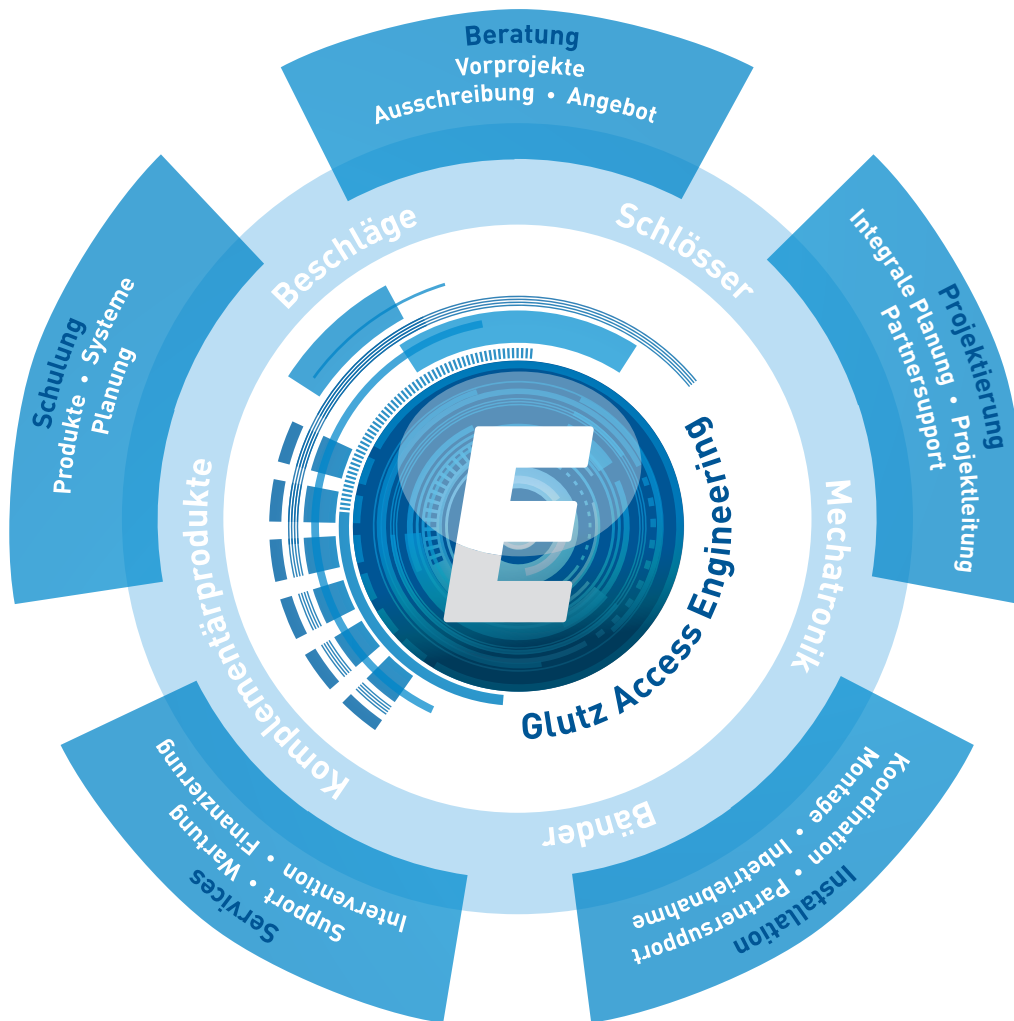 Beratung
Vorprojekte
Ausschreibung • Angebot
Projektierung
Integrale Planung • Projektleitung
Partnersupport
Installation
Koordination • Partnersupport
Montage • Inbetriebnahme
Services
Support • Wartung
Intervention • Finanzierung
Schulung
Produkte • Systeme
Planung
Beschläge
Schlösser
Mechatronik
Bänder
Komplementärprodukte
E
Glutz Access Engineering